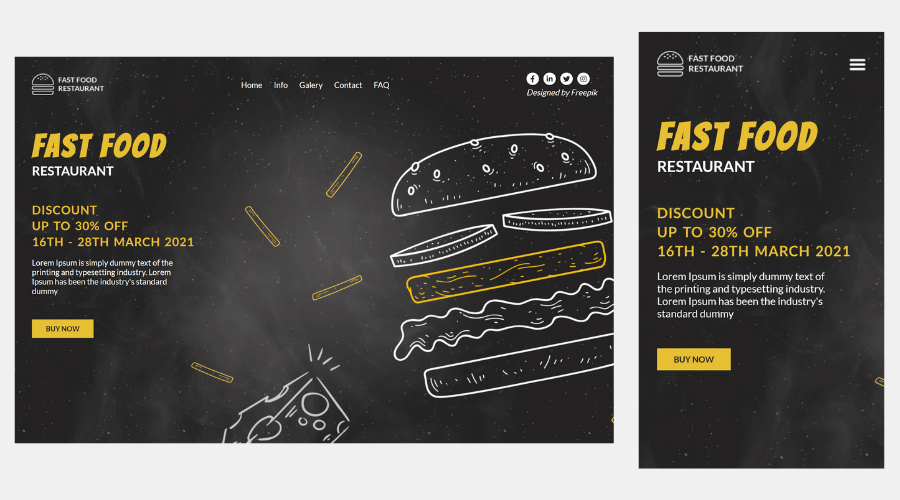 FAST FOOD
RESTAURANT
Home Info Galery Contact FAQ
Designed by Freepik
FAST FOOD
RESTAURANT
DISCOUNT
UP TO 30% OFF
16TH - 28TH MARCH 2021
Lorem Ipsum is simply dummy text of the
printing and typesetting industry. Lorem
Ipsum has been the industry's standard
dummy
BUY NOW
FAST FOOD
RESTAURANT
FAST FOOD
RESTAURANT
DISCOUNT
UP TO 30% OFF
16TH - 28TH MARCH 2021
Lorem Ipsum is simply dummy text of
the printing and typesetting industry.
Lorem Ipsum has been the industry's
standard dummy
BUY NOW